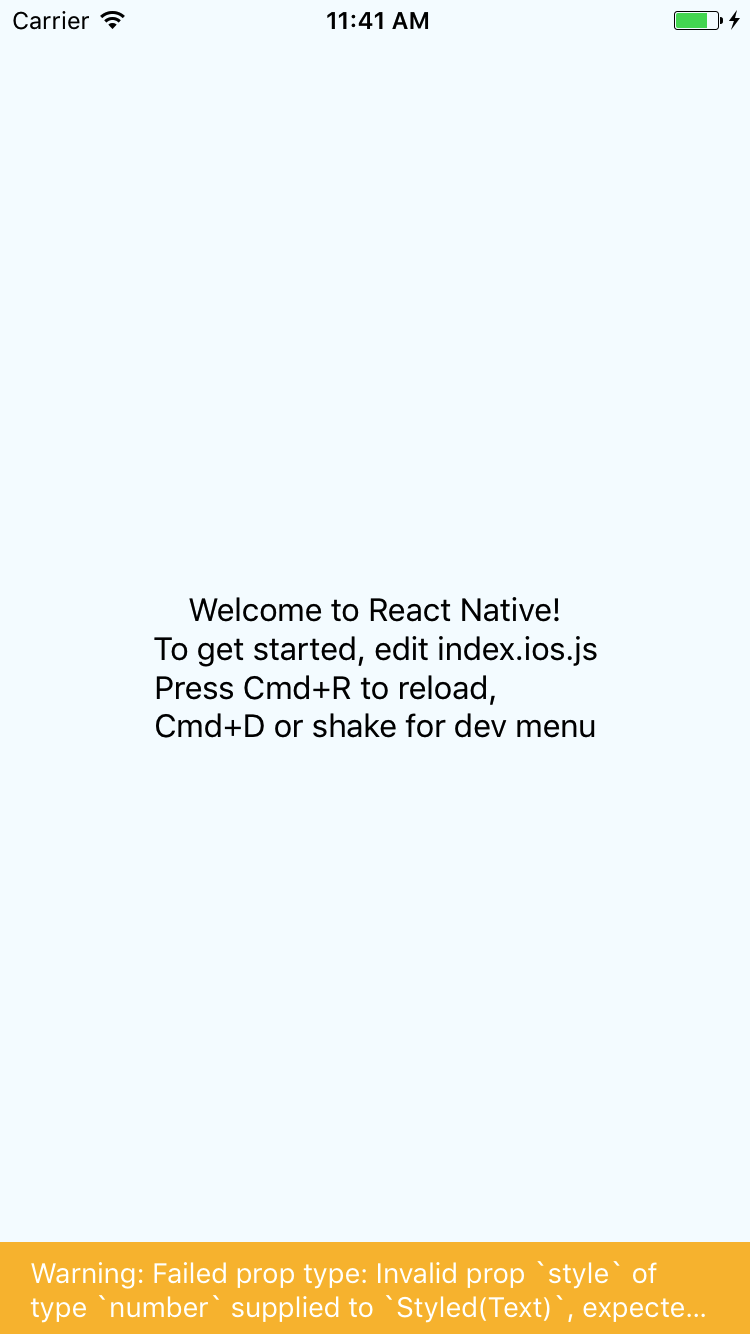 Carrier 11:41 AM
Welcome to React Native!
To get started, edit index.ios.js
Press Cmd+R to reload,
Cmd+D or shake for dev menu
Warning: Failed prop type: Invalid prop `style` of
type `number` supplied to `Styled(Text)`, expecte...